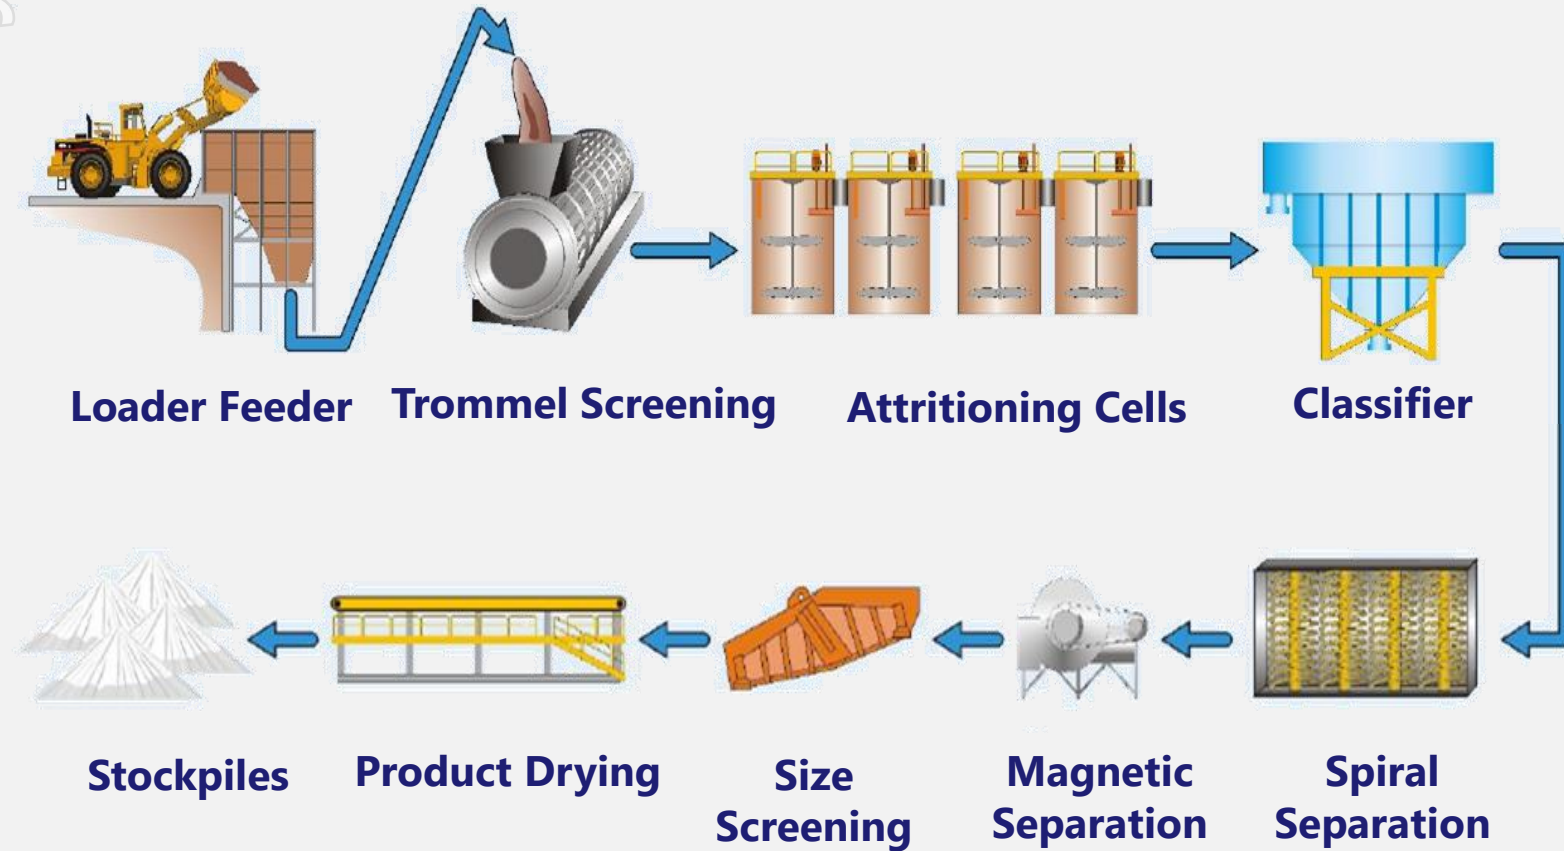 Loader Feeder
Trommel Screening
Attritioning Cells
Classifier
Stockpiles
Product Drying
Size
Screening
Magnetic
Separation
Spiral
Separation